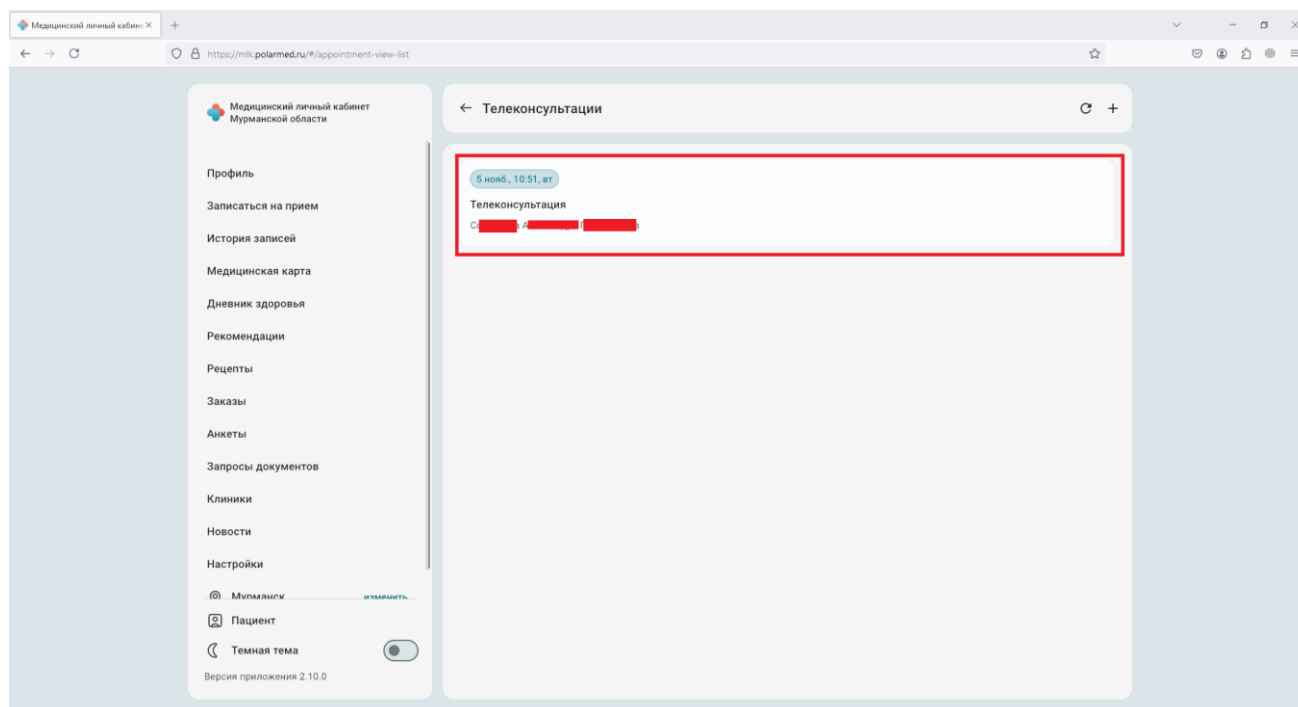 Медицинский личный кабине
https://mlk.polarmed.ru/#/appointment-view-list
Медицинский личный кабинет
Мурманской области
Профиль
Записаться на прием
История записей
Медицинская карта
Дневник здоровья
Рекомендации
Рецепты
Заказы
Анкеты
Запросы документов
Клиники
Новости
Настройки
Мурманск изменить
Пациент
Темная тема
Версия приложения 2.10.0
Телеконсультации
5 нояб., 10:51, вт
Телеконсультация